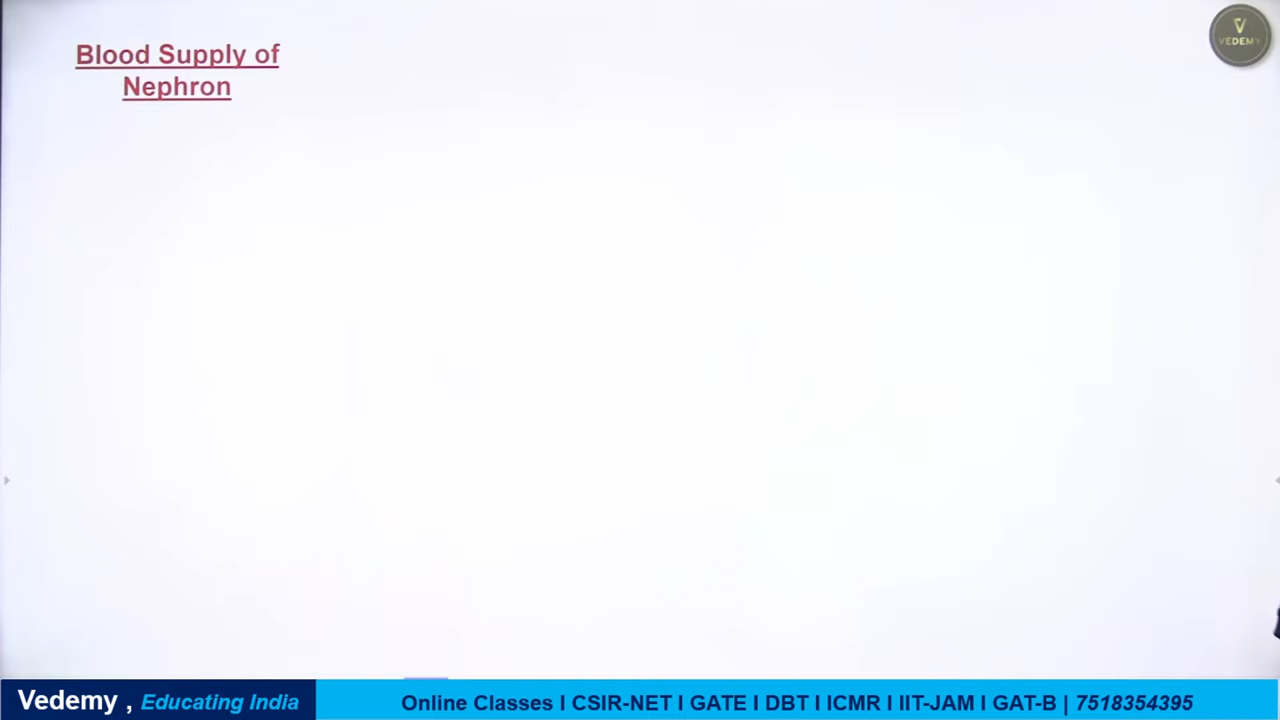 Blood Supply of
Nephron
V
VEDEMY
Vedemy , Educating India
Online Classes I CSIR-NET I GATE I DBT I ICMR I IIT-JAM I GAT-B | 7518354395